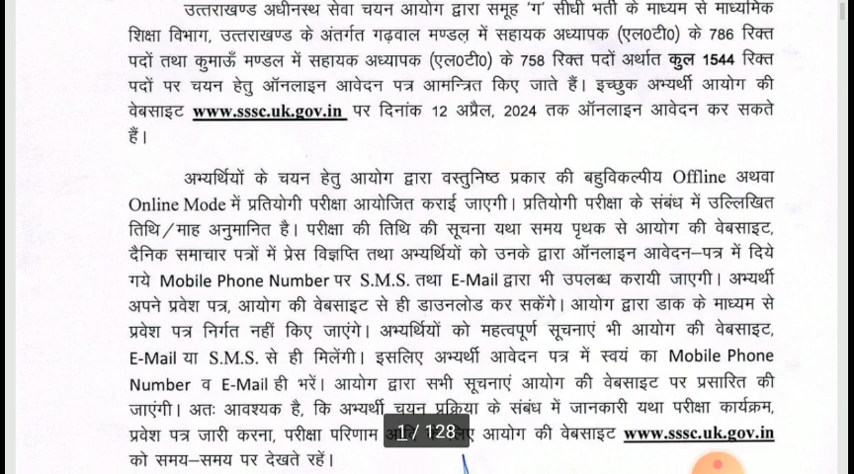 उत्तराखण्ड अधीनस्थ सेवा चयन आयोग द्वारा समूह 'ग' सीधी भर्ती के माध्यम से माध्यमिक
शिक्षा विभाग, उत्तराखण्ड के अंतर्गत गढ़वाल मण्डल में सहायक अध्यापक (एल0टी0) के 786 रिक्त
पदों तथा कुमाऊँ मण्डल में सहायक अध्यापक (एल0टी0) के 758 रिक्त पदों अर्थात कुल 1544 रिक्त
पदों पर चयन हेतु ऑनलाइन आवेदन पत्र आमन्त्रित किए जाते हैं। इच्छुक अभ्यर्थी आयोग की
वेबसाइट www.sssc.uk.gov.in पर दिनांक 12 अप्रैल, 2024 तक ऑनलाइन आवेदन कर सकते
हैं।
अभ्यर्थियों के चयन हेतु आयोग द्वारा वस्तुनिष्ठ प्रकार की बहुविकल्पीय Offline अथवा
Online Mode में प्रतियोगी परीक्षा आयोजित कराई जाएगी। प्रतियोगी परीक्षा के संबंध में उल्लिखित
तिथि/माह अनुमानित है। परीक्षा की तिथि की सूचना यथा समय पृथक से आयोग की वेबसाइट,
दैनिक समाचार पत्रों में प्रेस विज्ञप्ति तथा अभ्यर्थियों को उनके द्वारा ऑनलाइन आवेदन–पत्र में दिये
गये Mobile Phone Number पर S.M.S. तथा E-Mail द्वारा भी उपलब्ध करायी जाएगी। अभ्यर्थी
अपने प्रवेश पत्र, आयोग की वेबसाइट से ही डाउनलोड कर सकेंगे। आयोग द्वारा डाक के माध्यम से
प्रवेश पत्र निर्गत नहीं किए जाएंगे। अभ्यर्थियों को महत्वपूर्ण सूचनाएं भी आयोग की वेबसाइट,
E-Mail या S.M.S. से ही मिलेंगी। इसलिए अभ्यर्थी आवेदन पत्र में स्वयं का Mobile Phone
Number व E-Mail ही भरें। आयोग द्वारा सभी सूचनाएं आयोग की वेबसाइट पर प्रसारित की
जाएंगी। अतः आवश्यक है, कि अभ्यर्थी चयन प्रक्रिया के संबंध में जानकारी यथा परीक्षा कार्यक्रम,
प्रवेश पत्र जारी करना, परीक्षा परिणाम 1 / 128 आयोग की वेबसाइट www.sssc.uk.gov.in
को समय–समय पर देखते रहें।